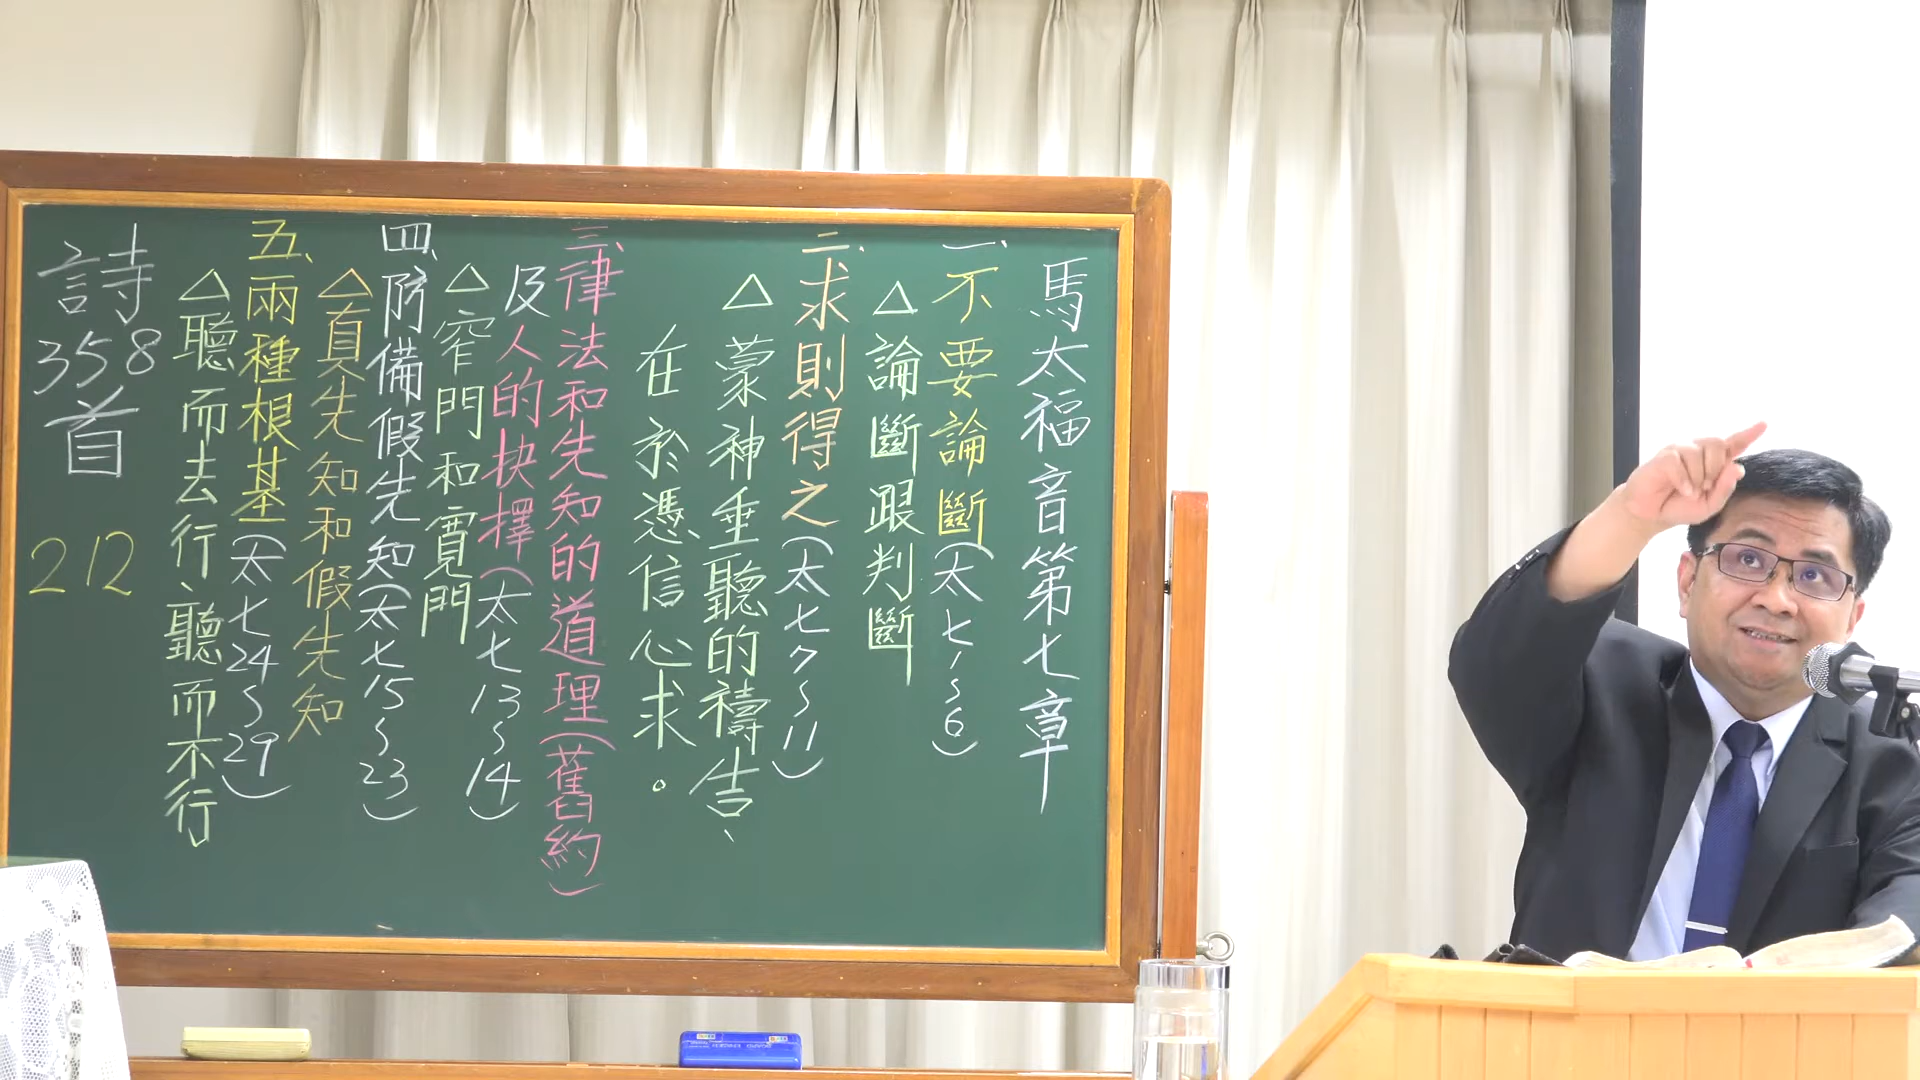 馬太福音第七章
一、不要論斷(太七1~6)
△論斷跟判斷
二、求則得之(太七7~11)
△蒙神垂聽的禱告、
在於憑信心求。
三、律法和先知的道理(舊約)
及人的抉擇(太七13~14)
△窄門和寬門
四、防備假先知(太七15~23)
△真先知和假先知
五、兩種根基(太七24~29)
△聽而去行、聽而不行
詩358首
212